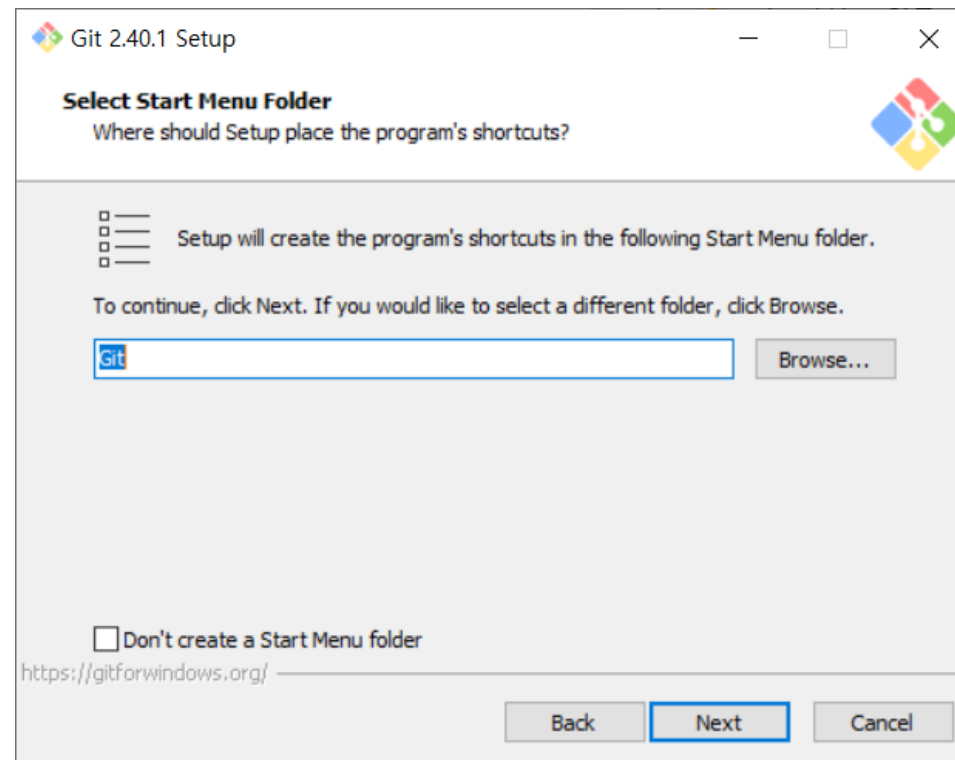 Git 2.40.1 Setup
Select Start Menu Folder
Where should Setup place the program's shortcuts?
Setup will create the program's shortcuts in the following Start Menu folder.
To continue, click Next. If you would like to select a different folder, click Browse.
Git
Browse...
Don't create a Start Menu folder
https://gitforwindows.org/
Back
Next
Cancel